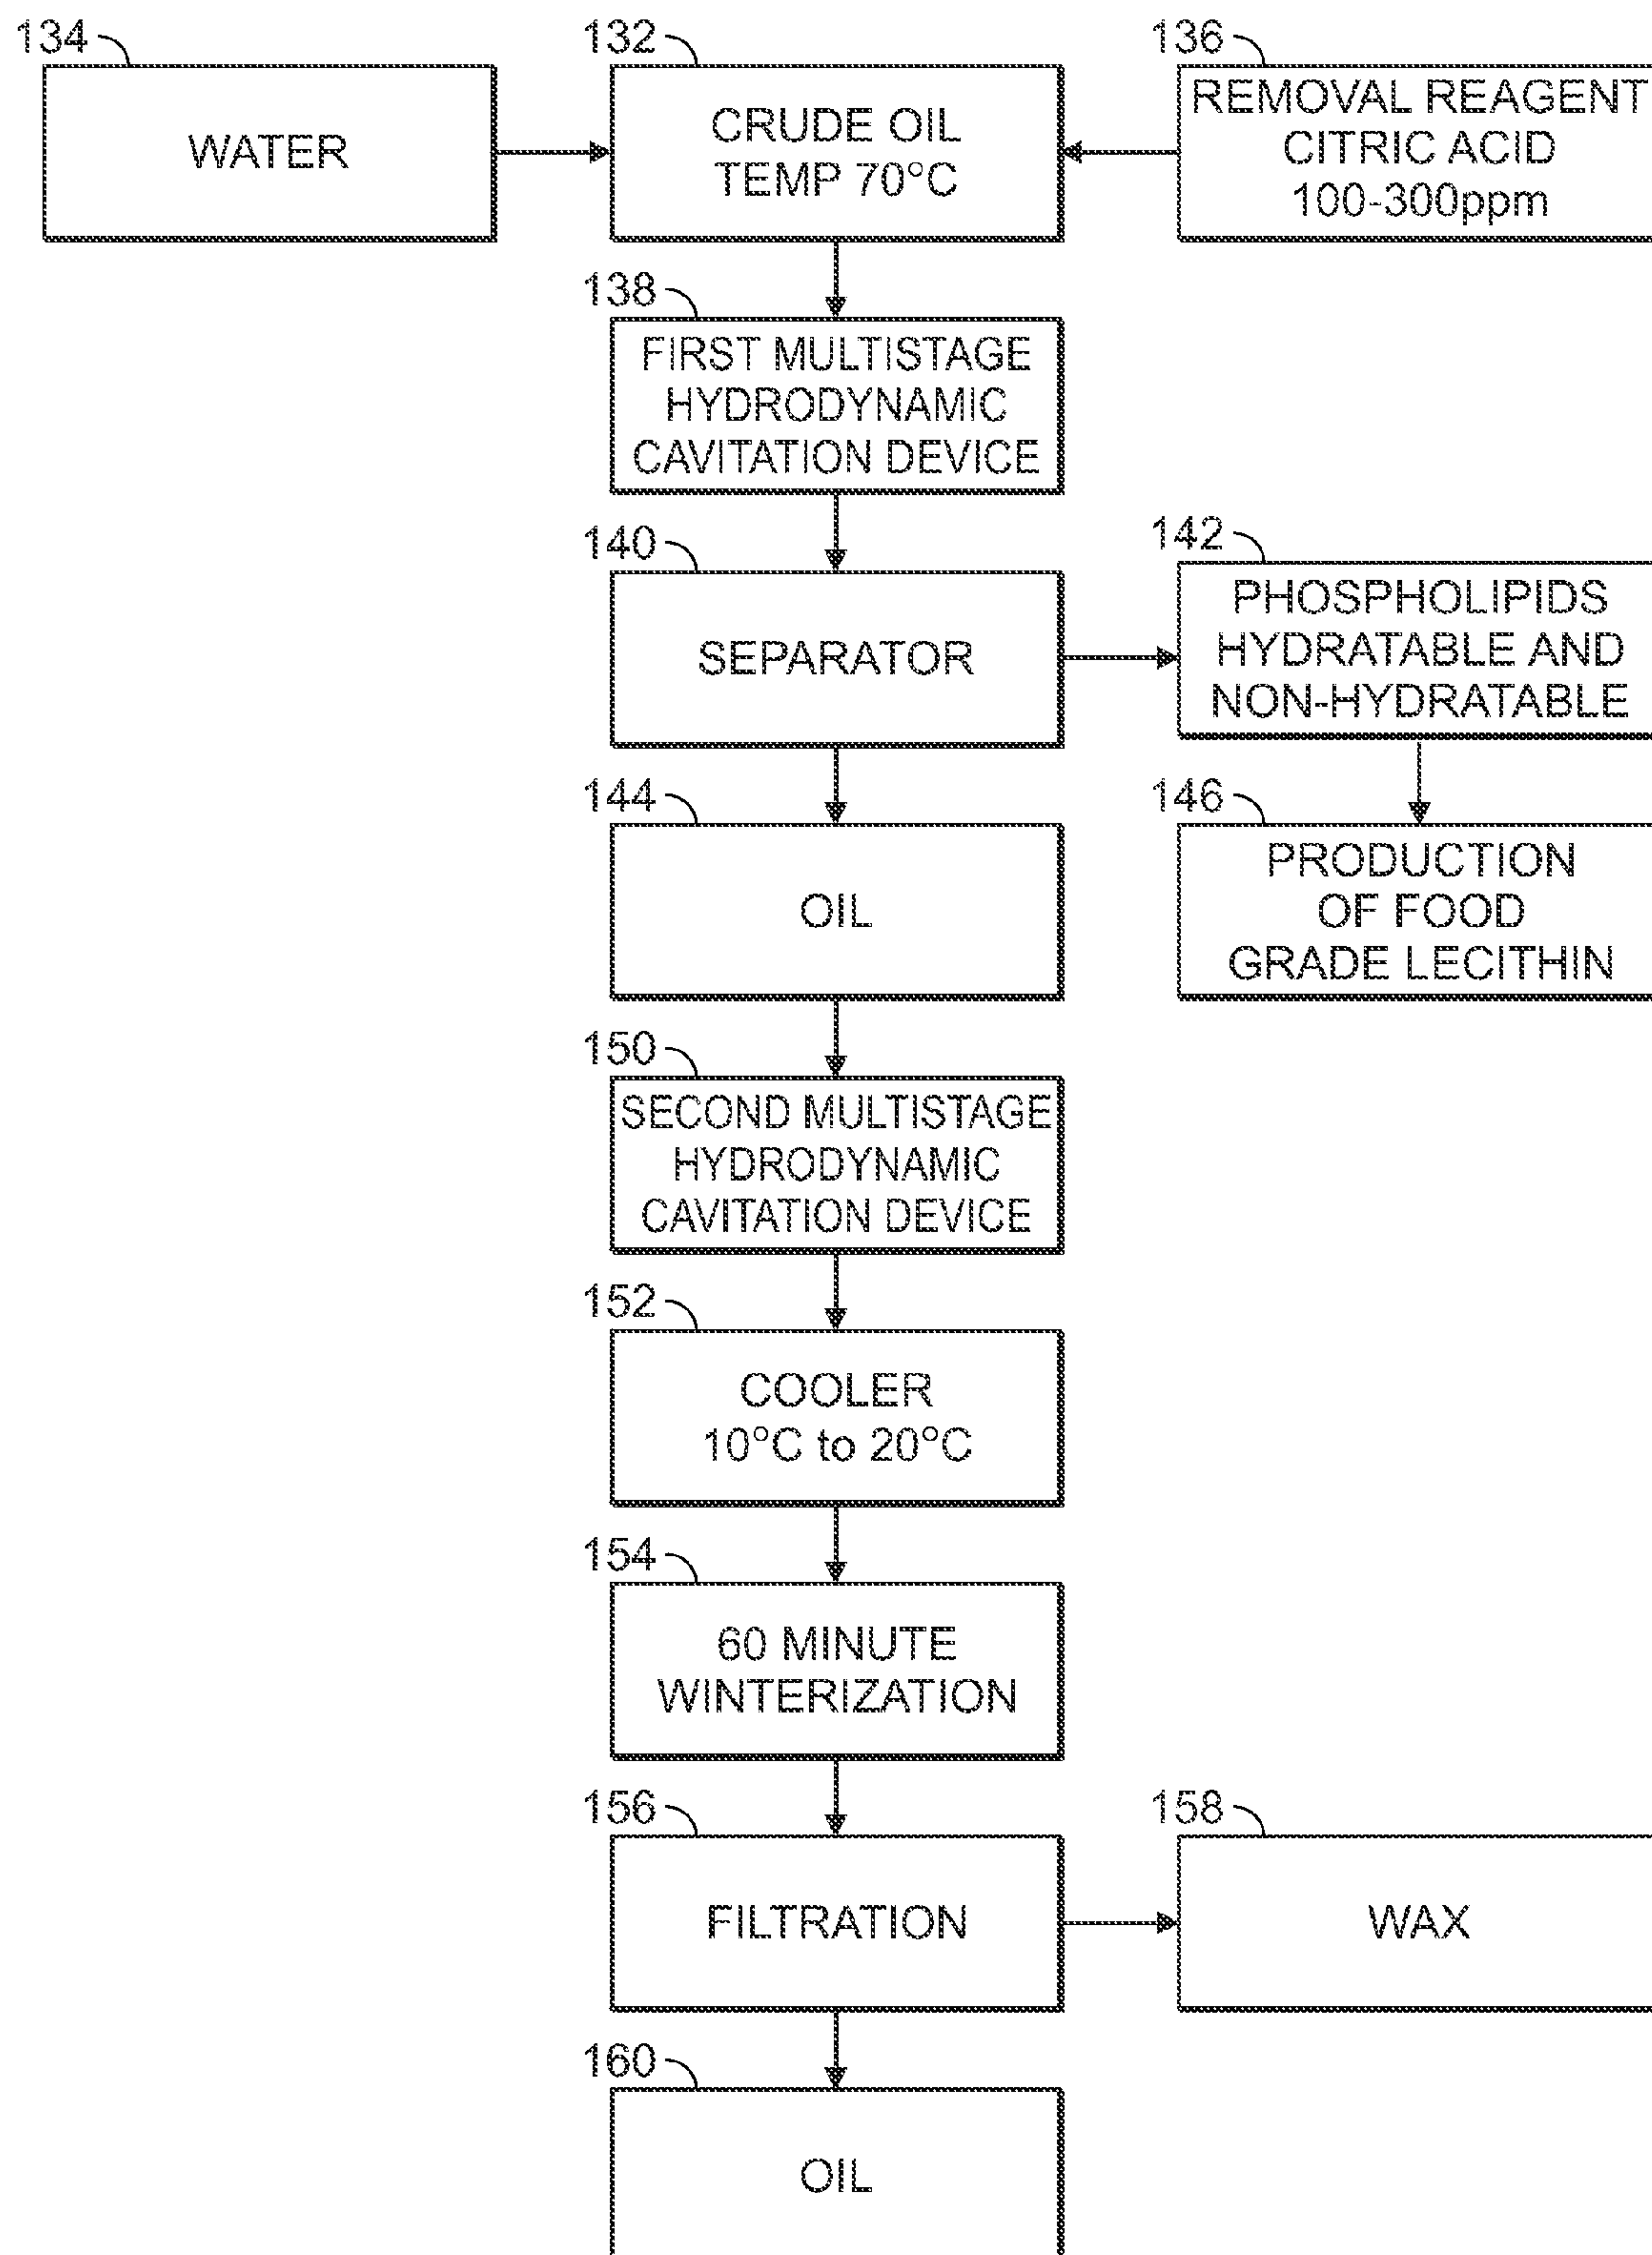 134
WATER
132
CRUDE OIL
TEMP 70°C
136
REMOVAL REAGENT
CITRIC ACID
100-300ppm
138
FIRST MULTISTAGE
HYDRODYNAMIC
CAVITATION DEVICE
140
SEPARATOR
142
PHOSPHOLIPIDS
HYDRATABLE AND
NON-HYDRATABLE
144
OIL
146
PRODUCTION
OF FOOD
GRADE LECITHIN
150
SECOND MULTISTAGE
HYDRODYNAMIC
CAVITATION DEVICE
152
COOLER
10°C to 20°C
154
60 MINUTE
WINTERIZATION
156
FILTRATION
158
WAX
160
OIL